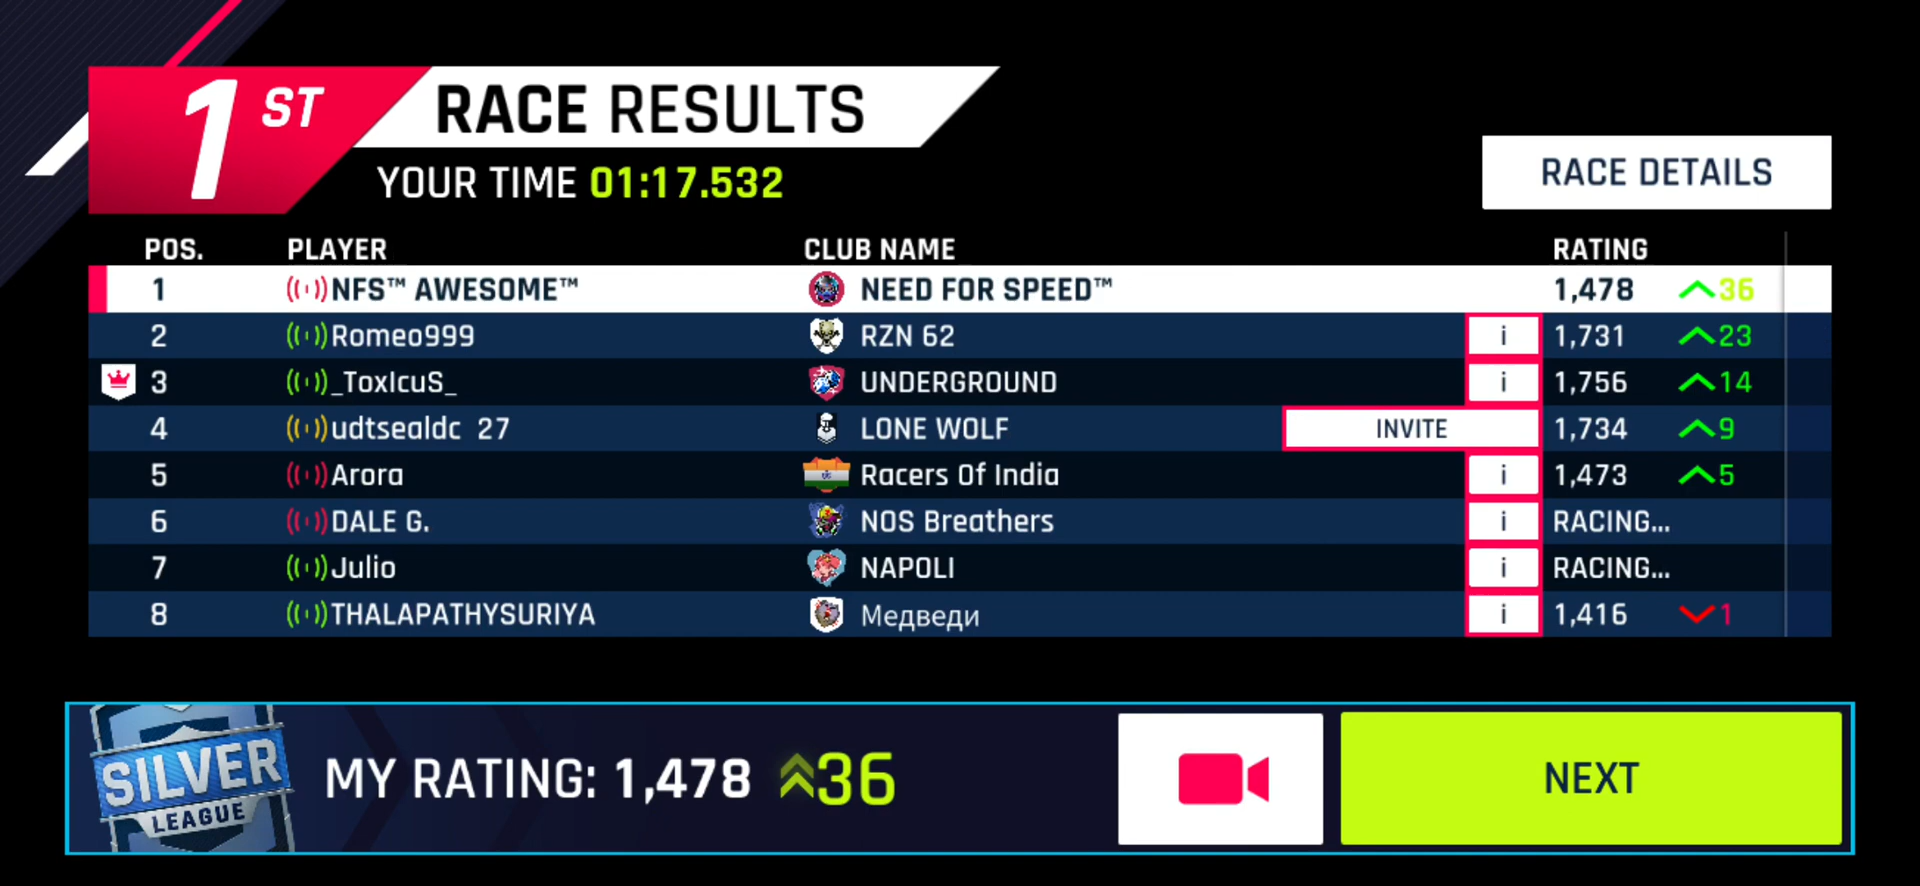 1ST RACE RESULTS
YOUR TIME 01:17.532
RACE DETAILS
POS. PLAYER CLUB NAME RATING
1 NFS™ AWESOME™ NEED FOR SPEED™ 1,478 36
2 Romeo999 RZN 62 i 1,731 23
3 _ToxIcuS_ UNDERGROUND i 1,756 14
4 udtsealdc 27 LONE WOLF INVITE 1,734 9
5 Arora Racers Of India i 1,473 5
6 DALE G. NOS Breathers i RACING...
7 Julio NAPOLI i RACING...
8 THALAPATHYSURIYA Медведи i 1,416 1
SILVER
LEAGUE
MY RATING: 1,478 36
NEXT